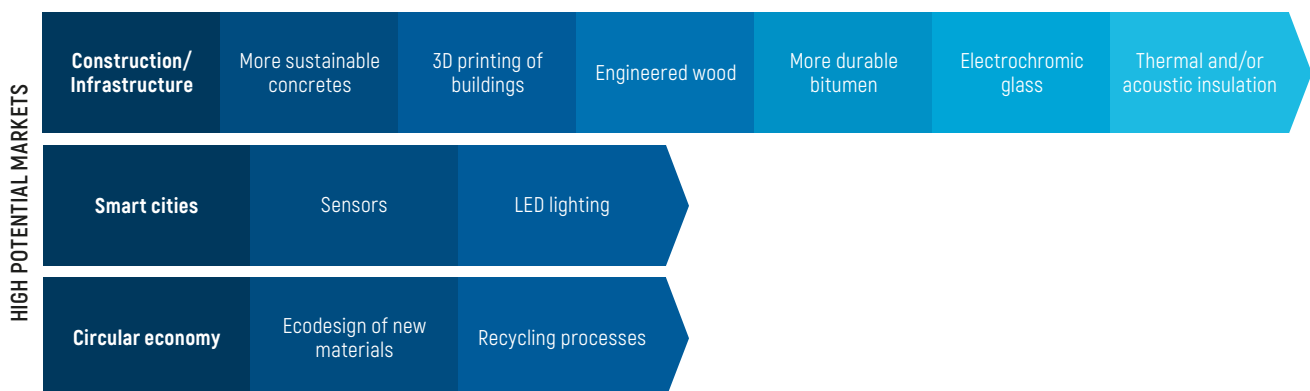 HIGH POTENTIAL MARKETS
Construction/
Infrastructure
More sustainable
concretes
3D printing of
buildings
Engineered wood
More durable
bitumen
Electrochromic
glass
Thermal and/or
acoustic insulation
Smart cities
Sensors
LED lighting
Circular economy
Ecodesign of new
materials
Recycling processes